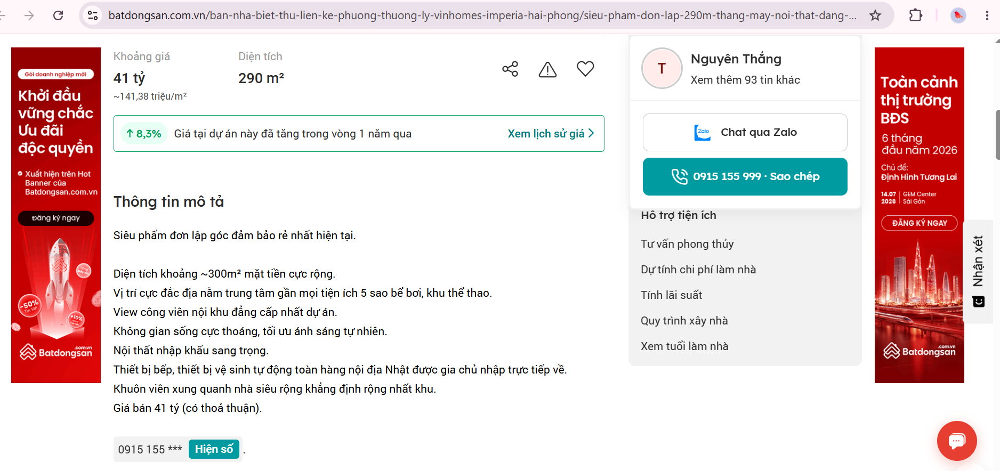 batdongsan.com.vn/ban-nha-biet-thu-lien-ke-phuong-thuong-ly-vinhomes-imperia-hai-phong/sieu-pham-don-lap-290m-thang-may-noi-that-dang-...
Gói doanh nghiệp mới
Khởi đầu
vững chắc
Ưu đãi
độc quyền
Xuất hiện trên Hot
Banner của
Batdongsan.com.vn
Đăng ký ngay
-50%
Tin VIP
+10%
Batdongsan
.com.vn
Khoảng giá
41 tỷ
~141,38 triệu/m²
Diện tích
290 m²
8,3%
Giá tại dự án này đã tăng trong vòng 1 năm qua
Xem lịch sử giá
Thông tin mô tả
Siêu phẩm đơn lập góc đảm bảo rẻ nhất hiện tại.
Diện tích khoảng ~300m² mặt tiền cực rộng.
Vị trí cực đắc địa nằm trung tâm gần mọi tiện ích 5 sao bể bơi, khu thể thao.
View công viên nội khu đẳng cấp nhất dự án.
Không gian sống cực thoáng, tối ưu ánh sáng tự nhiên.
Nội thất nhập khẩu sang trọng.
Thiết bị bếp, thiết bị vệ sinh tự động toàn hàng nội địa Nhật được gia chủ nhập trực tiếp về.
Khuôn viên xung quanh nhà siêu rộng khẳng định rộng nhất khu.
Giá bán 41 tỷ (có thoả thuận).
0915 155 *** Hiện số .
T
Nguyên Thắng
Xem thêm 93 tin khác
Zalo
Chat qua Zalo
0915 155 999 · Sao chép
Hỗ trợ tiện ích
Tư vấn phong thủy
Dự tính chi phí làm nhà
Tính lãi suất
Quy trình xây nhà
Xem tuổi làm nhà
Toàn cảnh
thị trường
BĐS
6 tháng
đầu năm 2026
Chủ đề:
Định Hình Tương Lai
14.07
2026
GEM Center
Sài Gòn
ĐĂNG KÝ NGAY
Batdongsan
.com.vn
Nhận xét